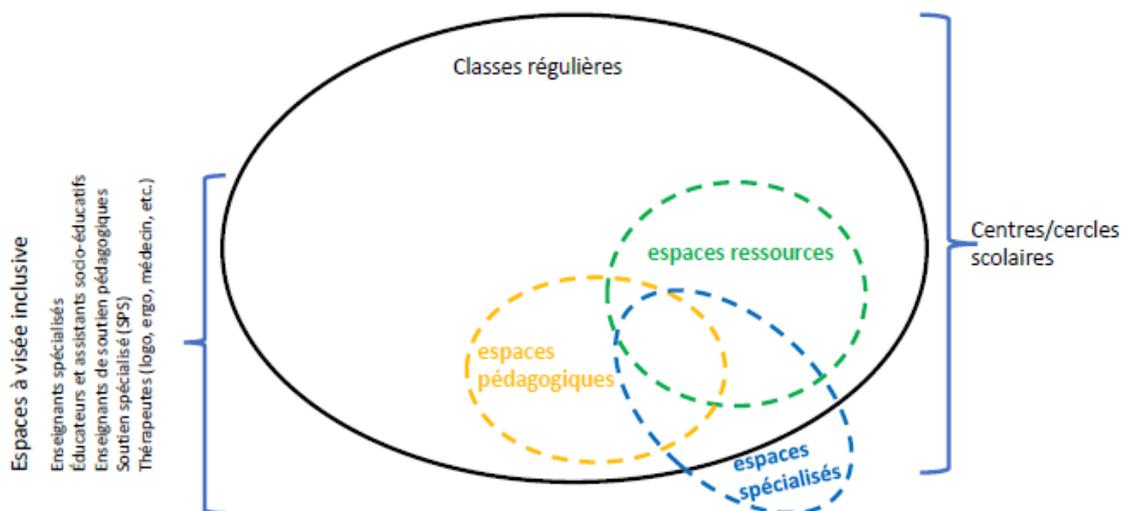 Classes régulières
espaces ressources
espaces
pédagogiques
espaces
spécialisés
Centres/cercles
scolaires
Espaces à visée inclusive
Enseignants spécialisés
Éducateurs et assistants socio-éducatifs
Enseignants de soutien pédagogiques
Soutien spécialisé (SPS)
Thérapeutes (logo, ergo, médecin, etc.)